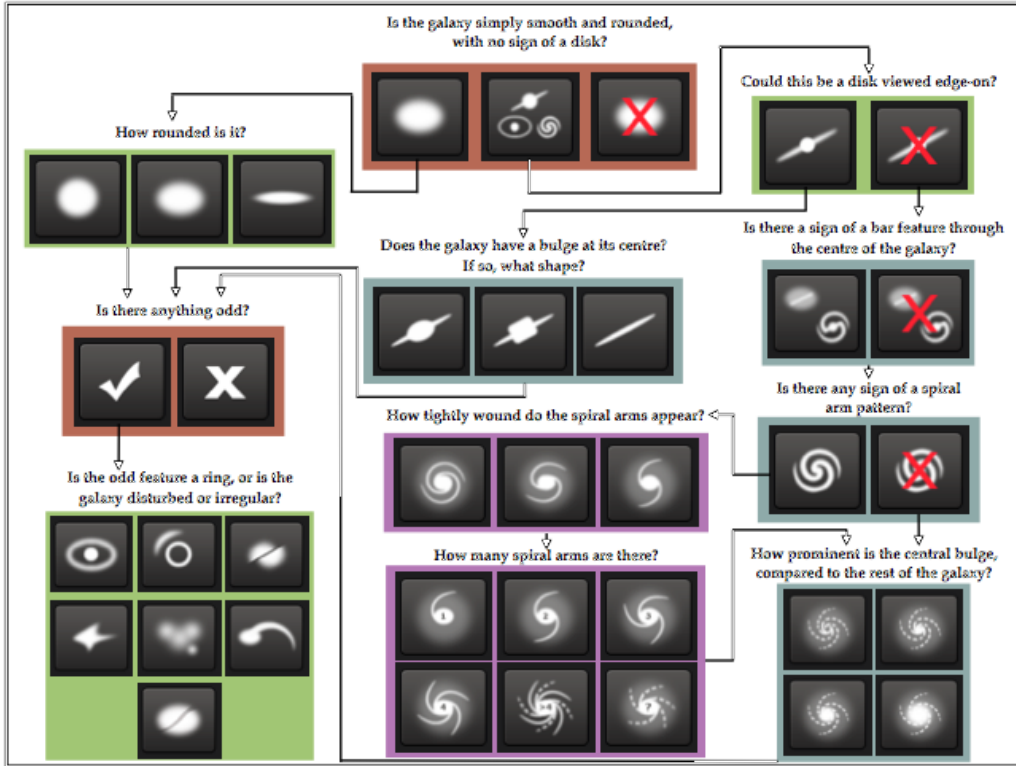 Is the galaxy simply smooth and rounded,
with no sign of a disk?
Could this be a disk viewed edge-on?
How rounded is it?
Is there a sign of a bar feature through
the centre of the galaxy?
Does the galaxy have a bulge at its centre?
If so, what shape?
Is there anything odd?
Is there any sign of a spiral
arm pattern?
How tightly wound do the spiral arms appear?
Is the odd feature a ring, or is the
galaxy disturbed or irregular?
How many spiral arms are there?
How prominent is the central bulge,
compared to the rest of the galaxy?
1
2
3
4
?